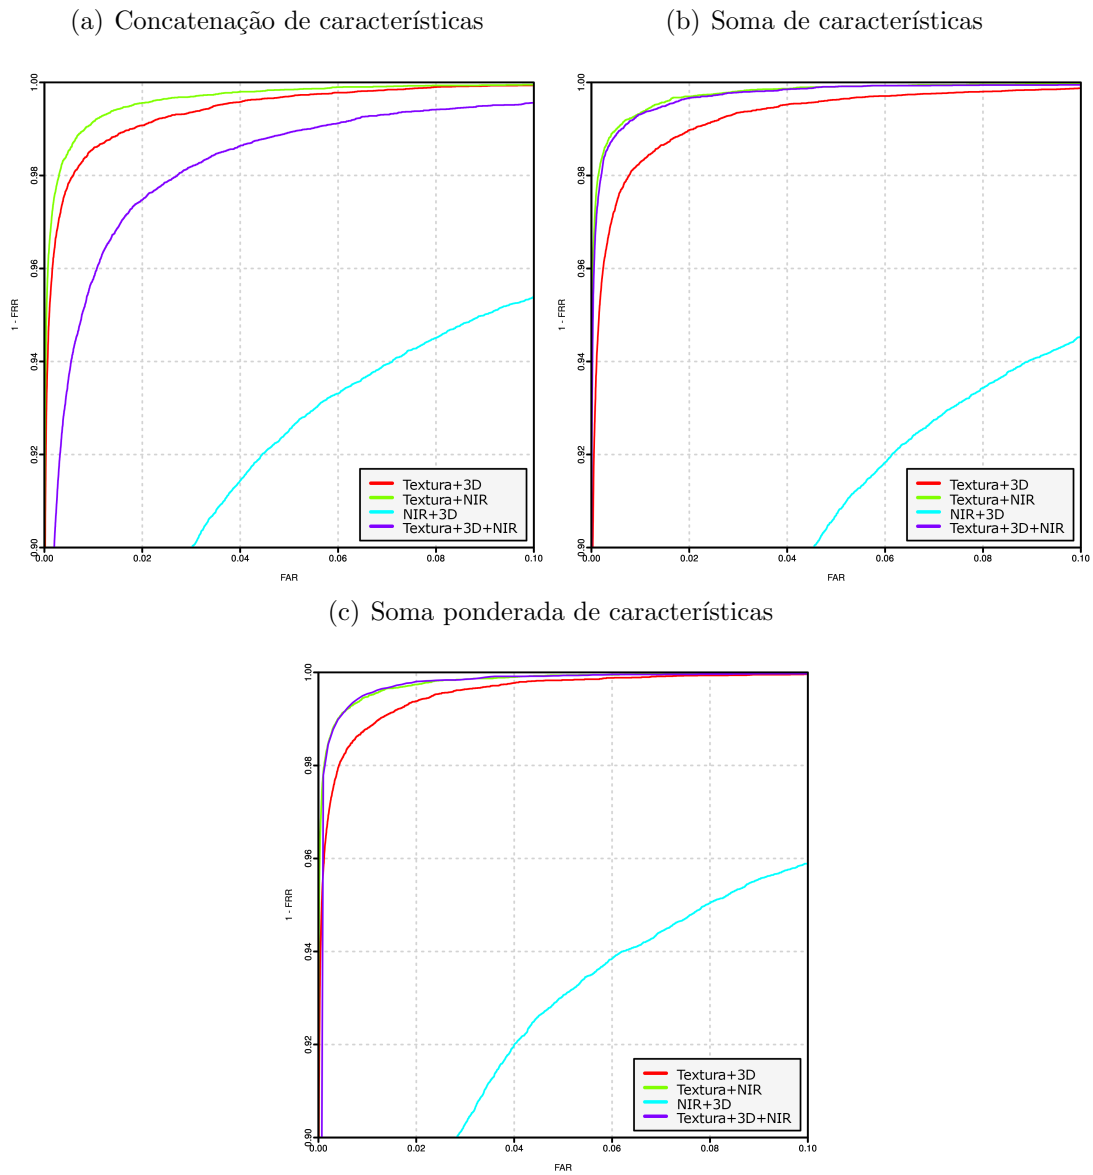 (a) Concatenação de características
1.00
0.98
0.96
0.94
0.92
0.90
1 - FRR
0.00
0.02
0.04
0.06
0.08
0.10
FAR
Textura+3D
Textura+NIR
NIR+3D
Textura+3D+NIR
(b) Soma de características
1.00
0.98
0.96
0.94
0.92
0.90
1 - FRR
0.00
0.02
0.04
0.06
0.08
0.10
FAR
Textura+3D
Textura+NIR
NIR+3D
Textura+3D+NIR
(c) Soma ponderada de características
1.00
0.98
0.96
0.94
0.92
0.90
1 - FRR
0.00
0.02
0.04
0.06
0.08
0.10
FAR
Textura+3D
Textura+NIR
NIR+3D
Textura+3D+NIR